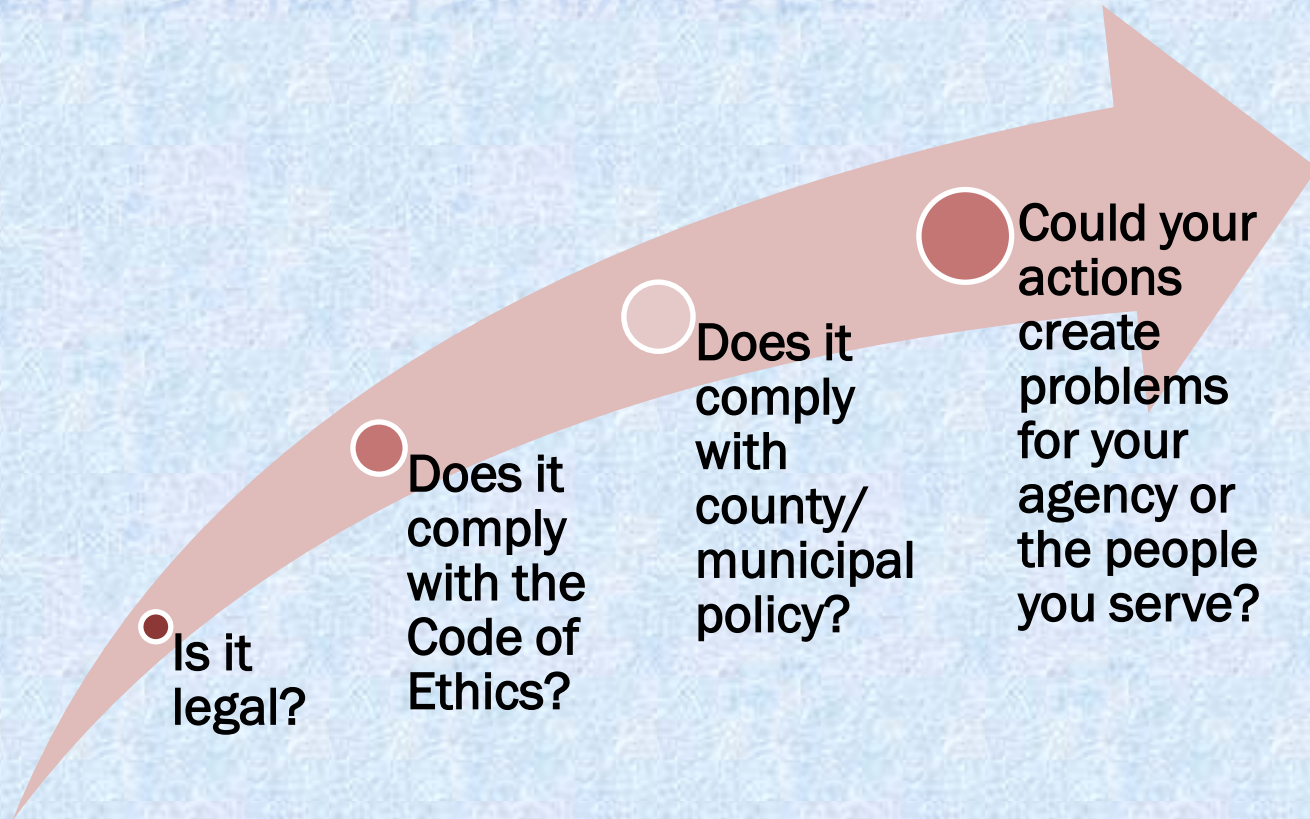 Is it
legal?
Does it
comply
with the
Code of
Ethics?
Does it
comply
with
county/
municipal
policy?
Could your
actions
create
problems
for your
agency or
the people
you serve?